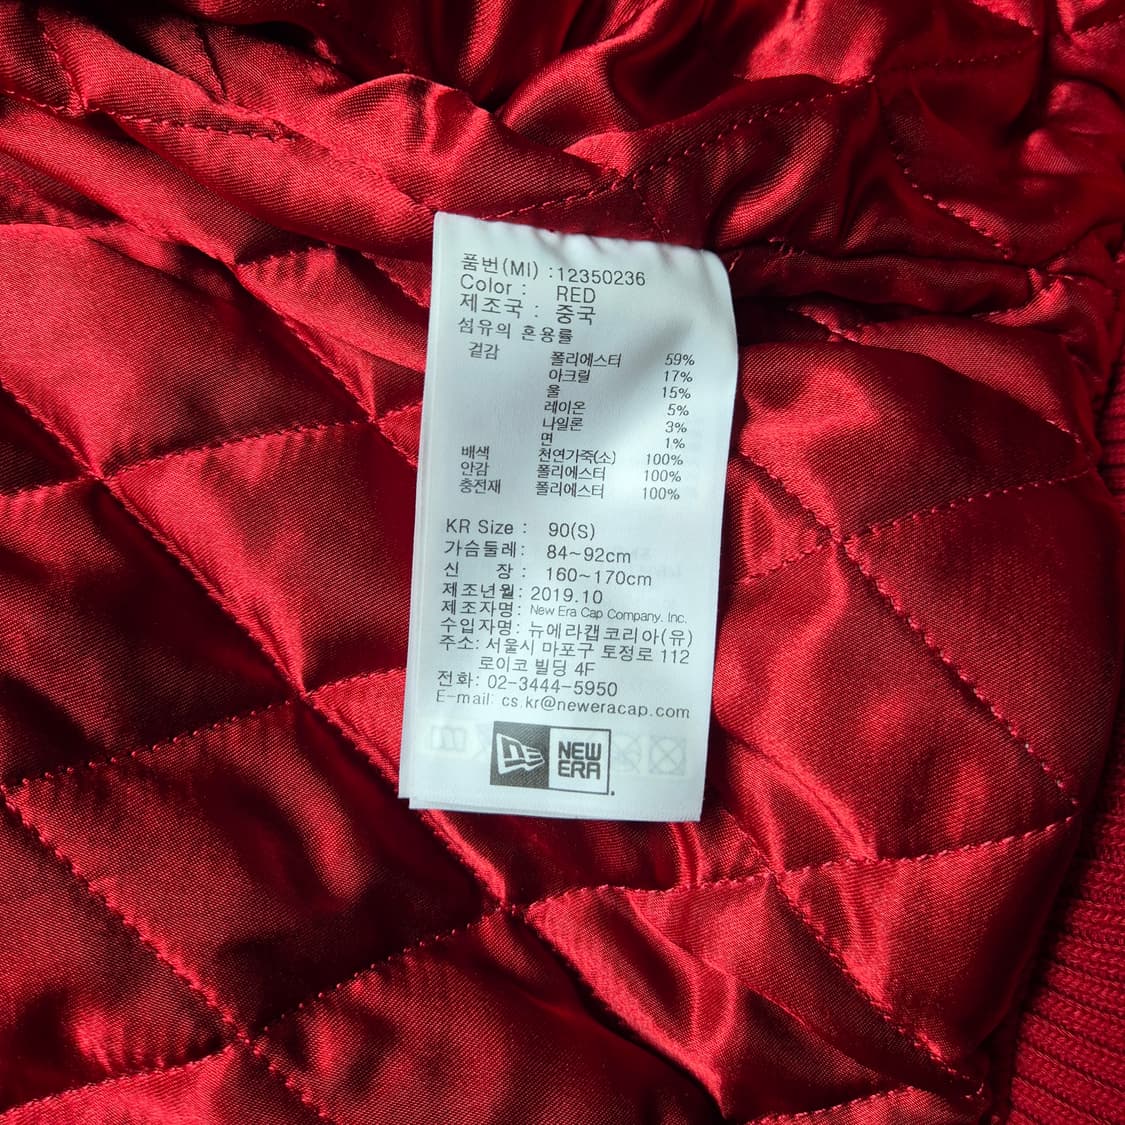 품번(MI) : 12350236
Color : RED
제조국 : 중국
섬유의 혼용률
겉감 폴리에스터 59%
아크릴 17%
울 15%
레이온 5%
나일론 3%
면 1%
배색 천연가죽(소) 100%
안감 폴리에스터 100%
충전재 폴리에스터 100%
KR Size : 90(S)
가슴둘레: 84~92cm
신 장 : 160~170cm
제조년월: 2019.10
제조자명: New Era Cap Company. Inc.
수입자명: 뉴에라캡코리아(유)
주소: 서울시 마포구 토정로 112
로이코 빌딩 4F
전화: 02-3444-5950
E-mail: cs.kr@neweracap.com
NE NEW
ERA